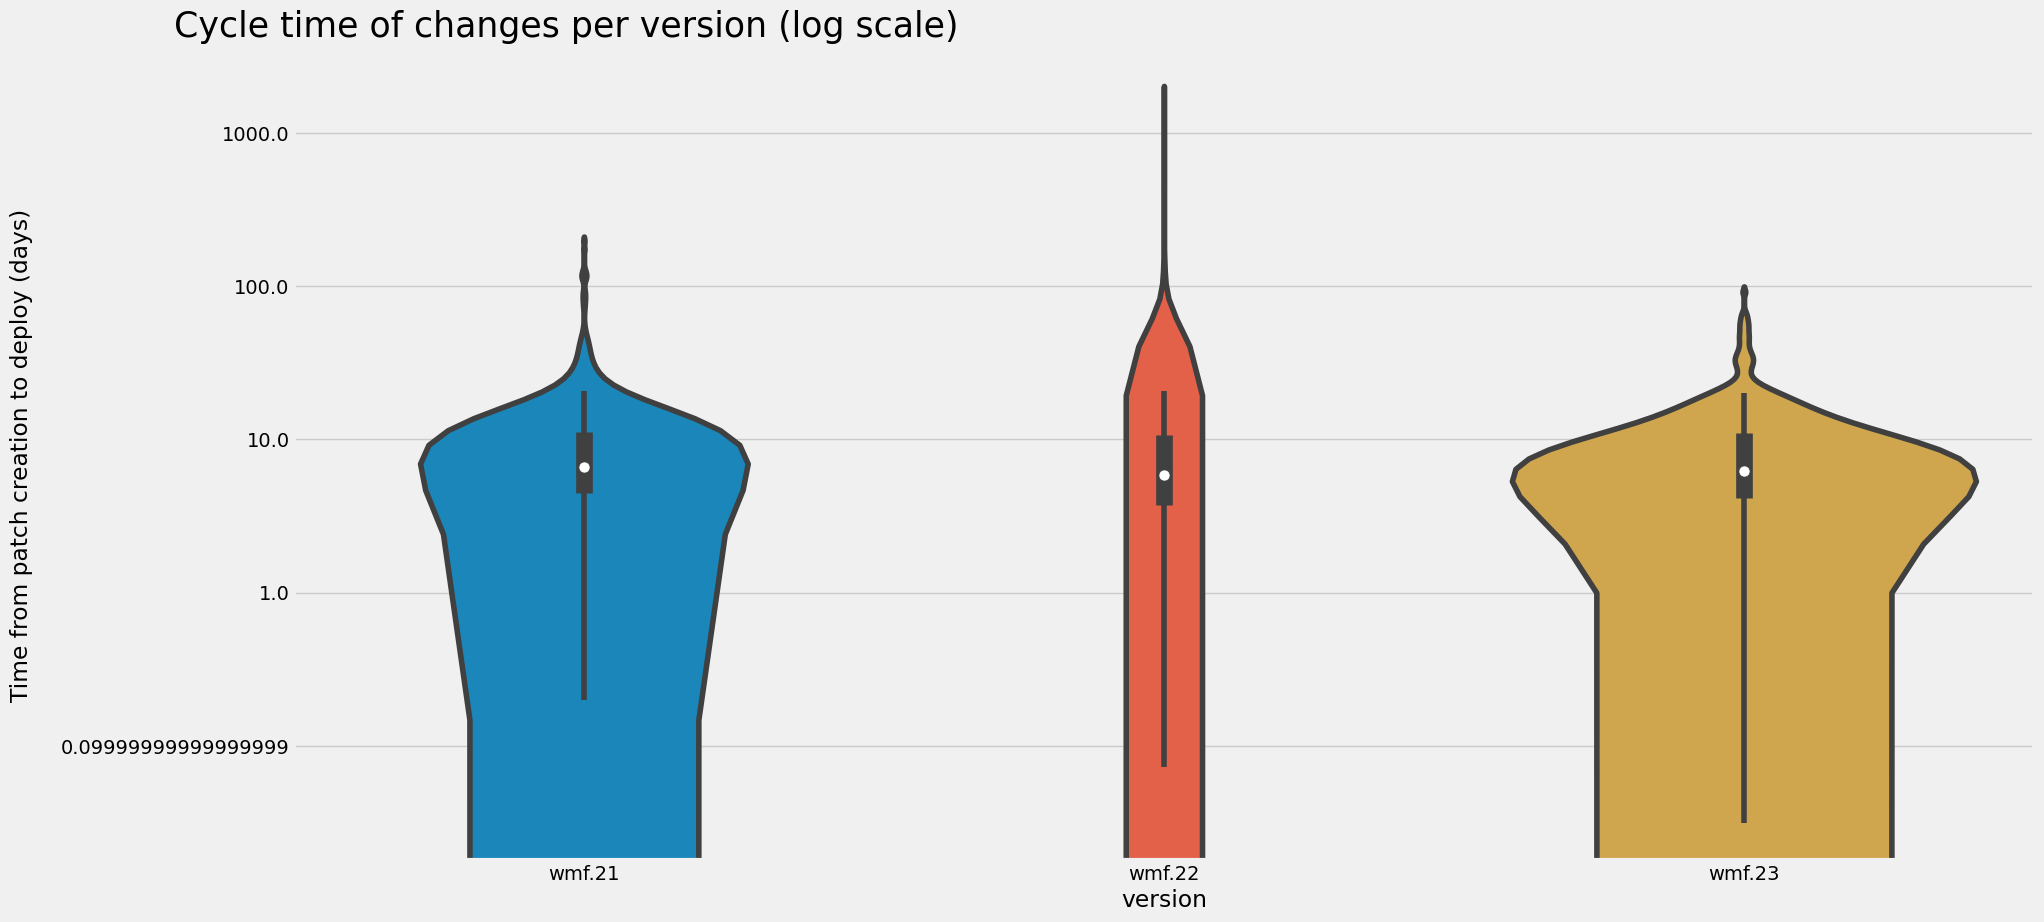 Cycle time of changes per version (log scale)
Time from patch creation to deploy (days)
1000.0
100.0
10.0
1.0
0.09999999999999999
wmf.21
wmf.22
wmf.23
version